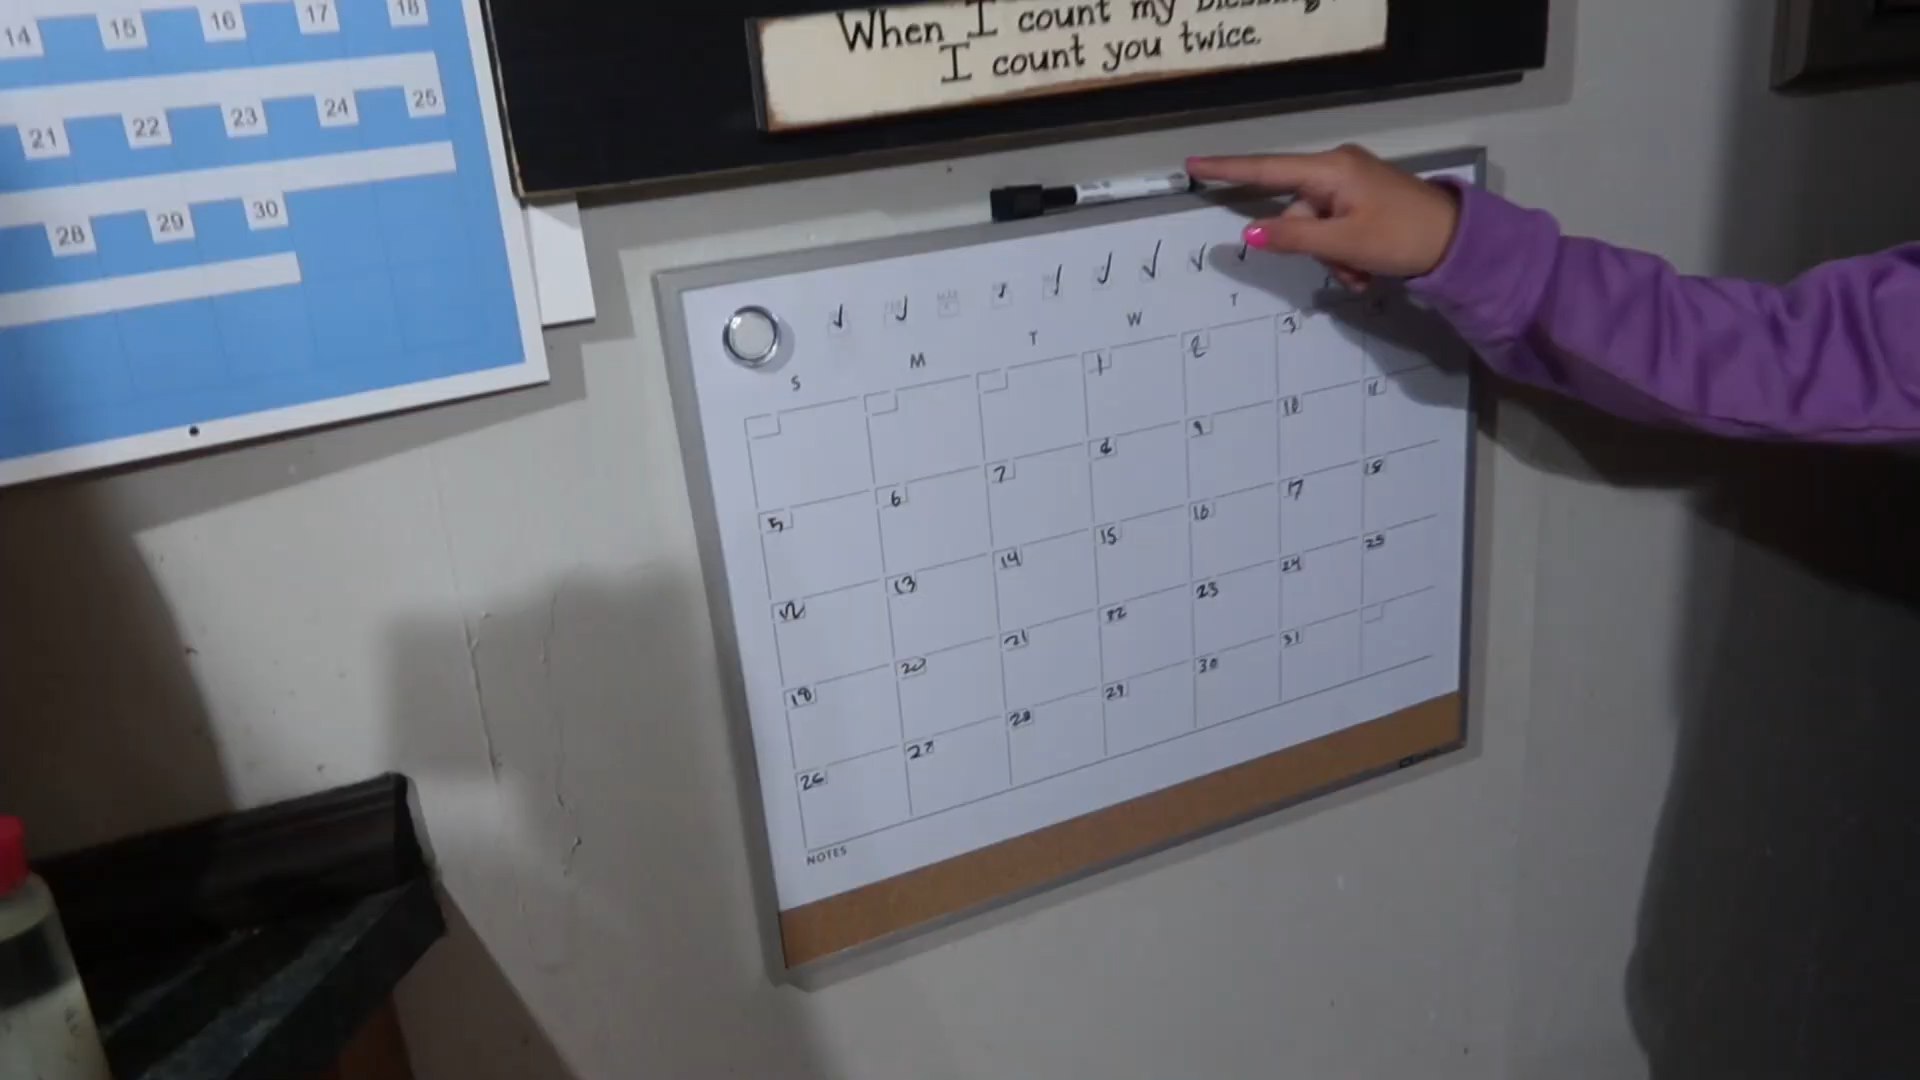 14 15 16 17 18
21 22 23 24 25
28 29 30
When I count my
I count you twice.
S M T W T
1 2 3
5 6 7 8 9 10 11
12 13 14 15 16 17 18
19 20 21 22 23 24 25
26 27 28 29 30 31
NOTES